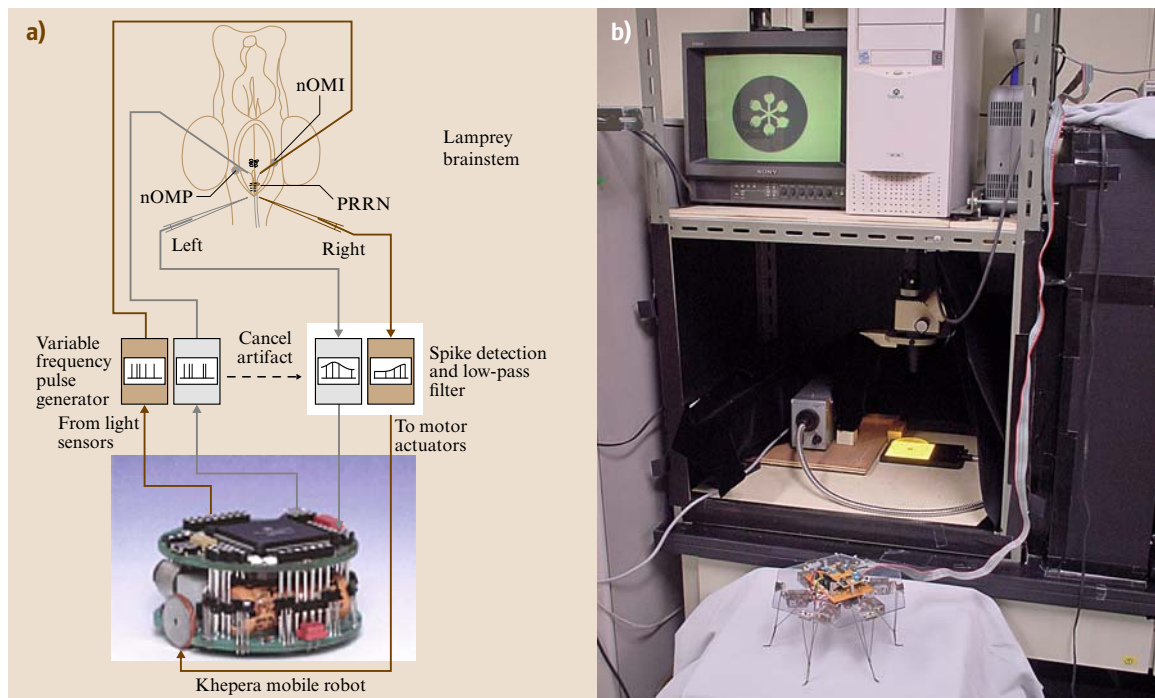 a)
nOMI
Lamprey
brainstem
nOMP
PRRN
Left
Right
Variable
frequency
pulse
generator
Cancel
artifact
Spike detection
and low-pass
filter
From light
sensors
To motor
actuators
Khepera mobile robot
b)
SONY